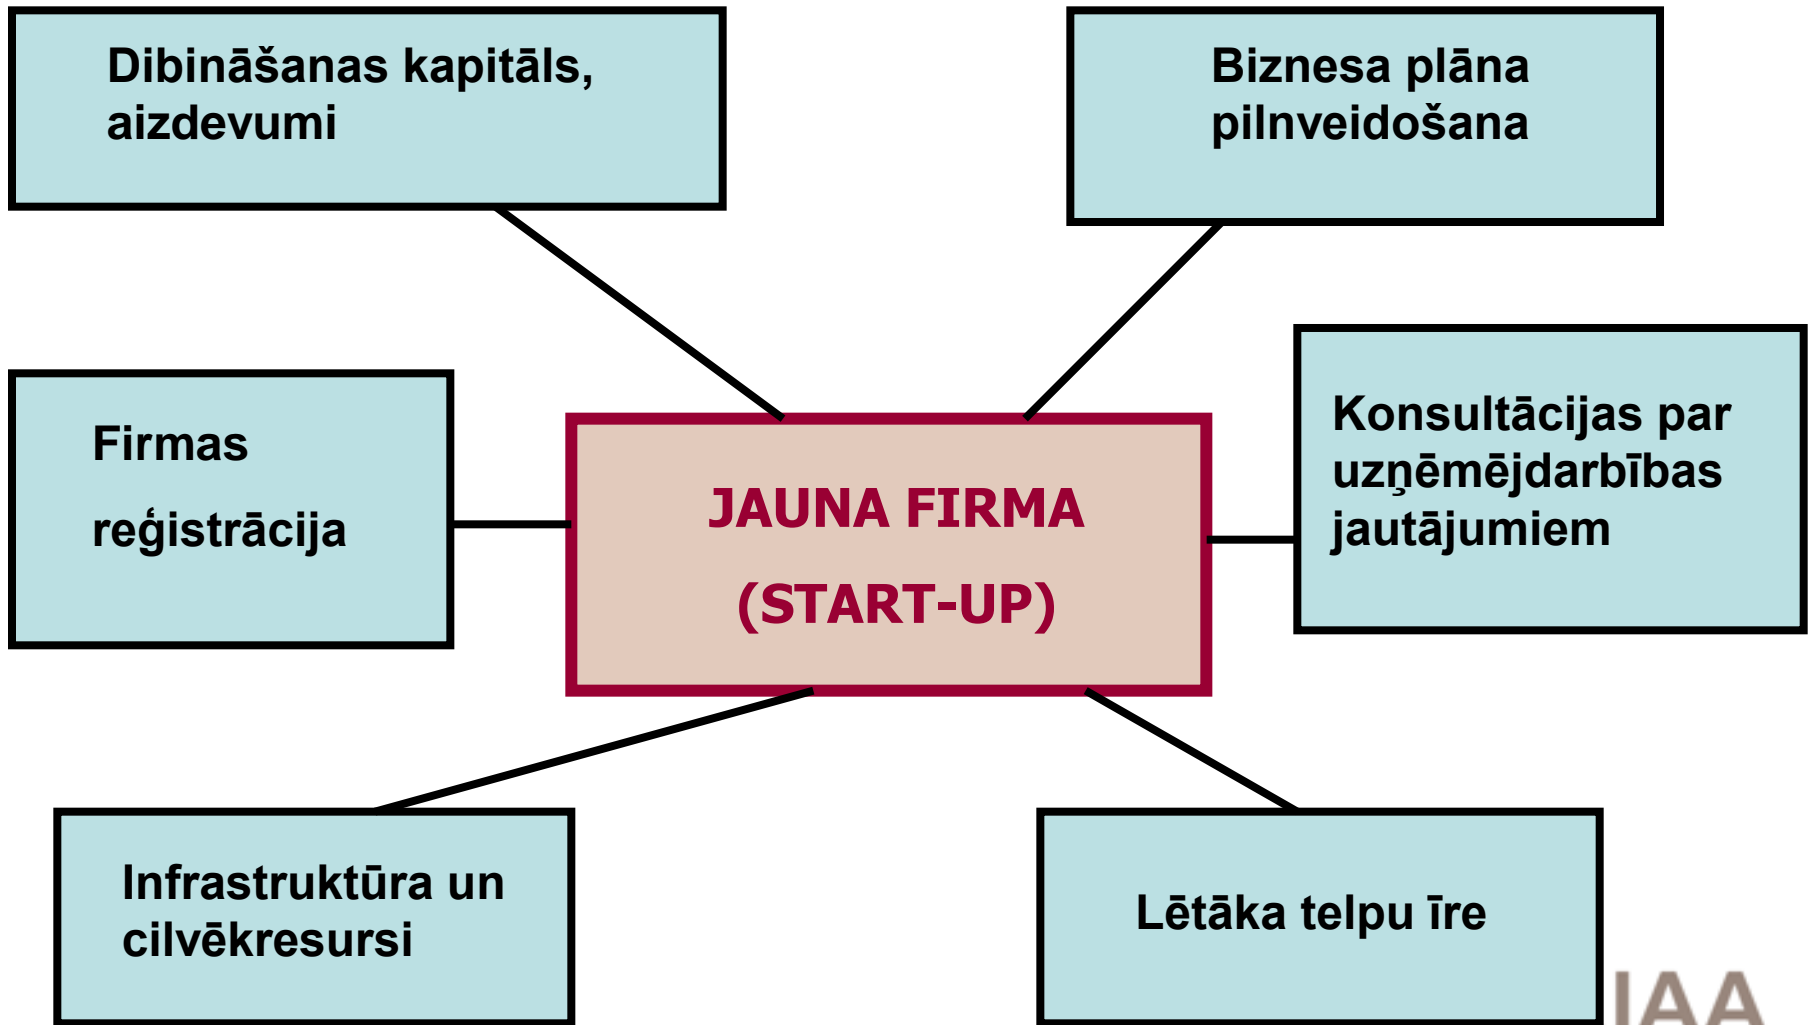 Dibināšanas kapitāls,
aizdevumi
Biznesa plāna
pilnveidošana
Firmas
reģistrācija
JAUNA FIRMA
(START-UP)
Konsultācijas par
uzņēmējdarbības
jautājumiem
Infrastruktūra un
cilvēkresursi
Lētāka telpu īre
IAA